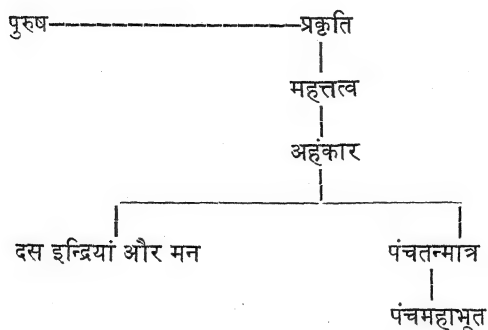 पुरुष प्रकृति
महत्तत्व
अहंकार
दस इन्द्रियां और मन पंचतन्मात्र
पंचमहाभूत